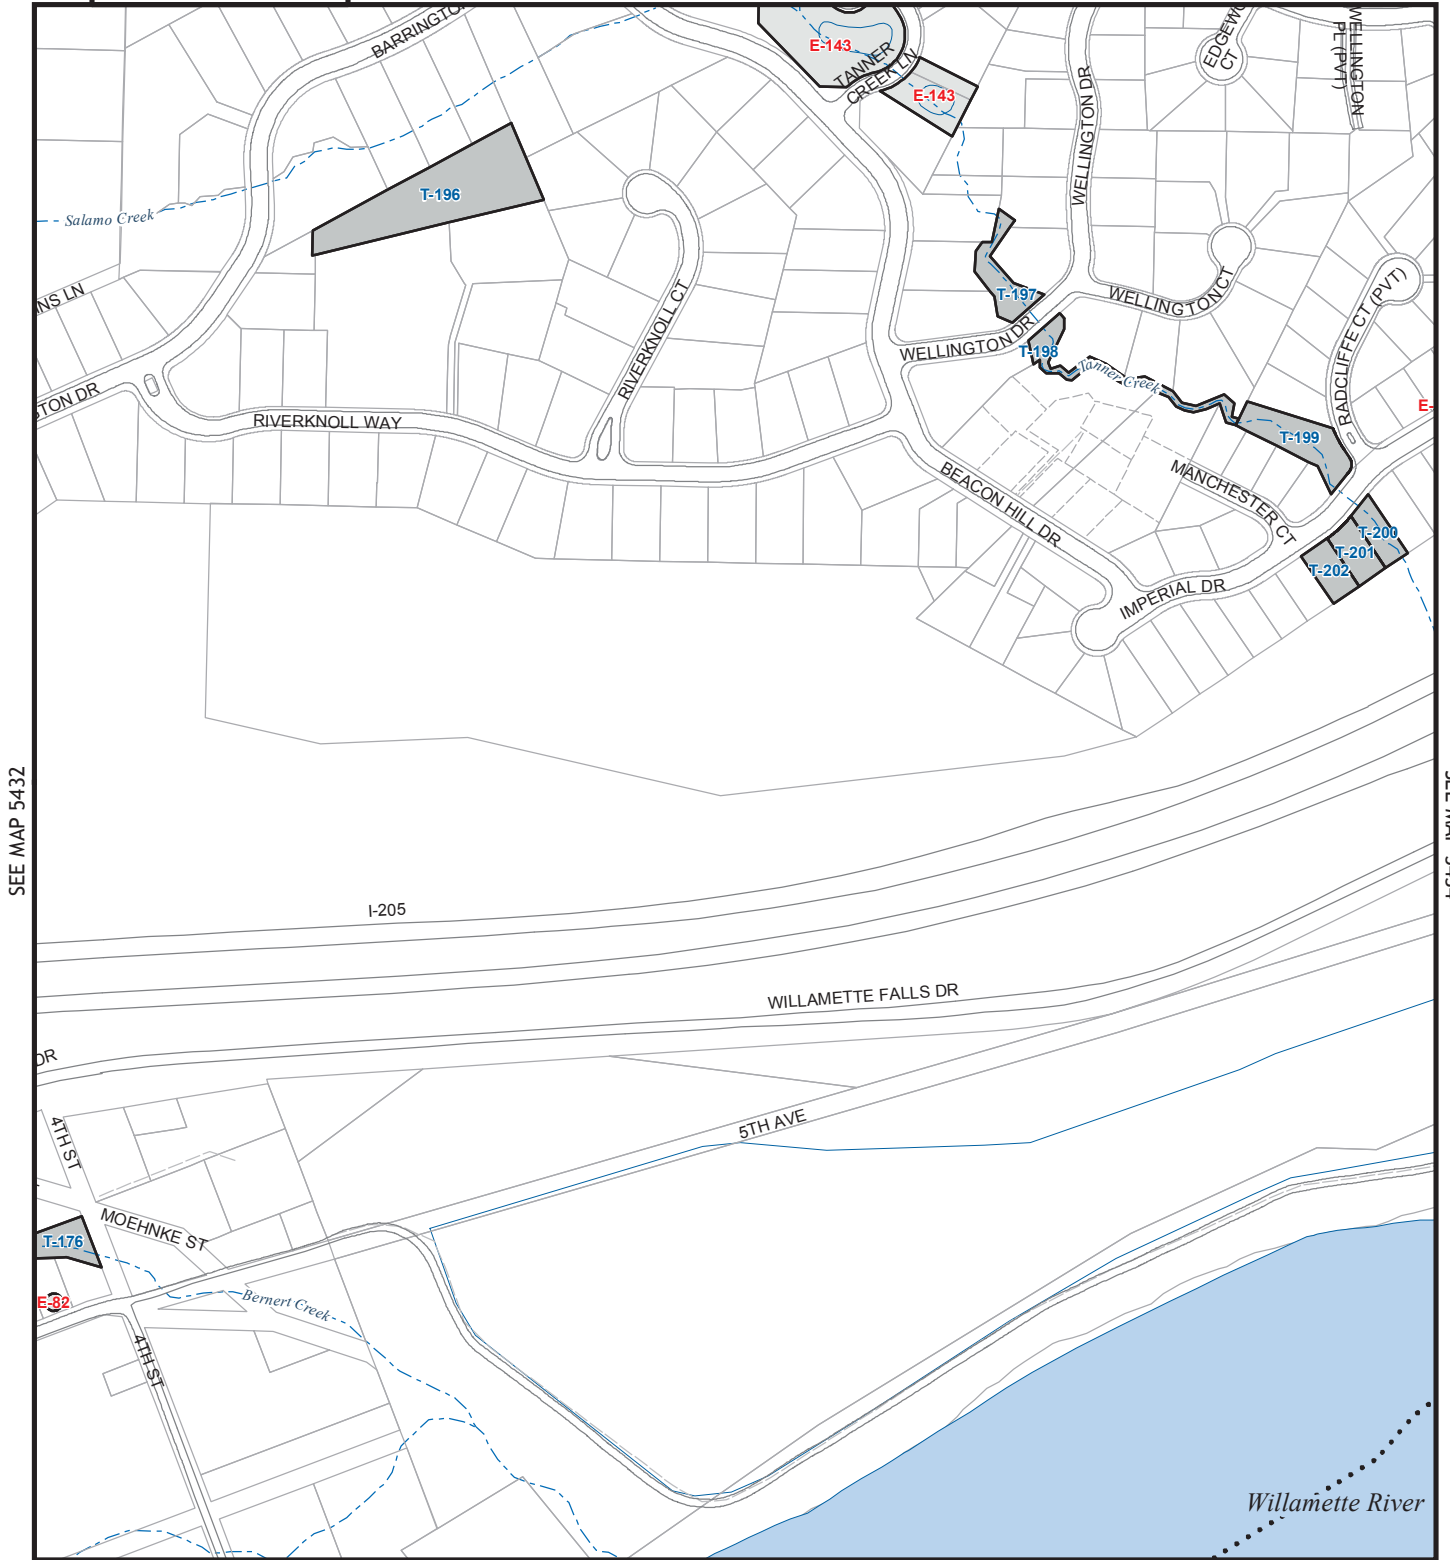 BARRINGTO
E-143
TANNER
CREEK LN
E-143
EDGEWO
CT
WELLINGTON
PL (PVT)
WELLINGTON DR
T-196
Salamo Creek
NS LN
T-197
WELLINGTON CT
RIVERKNOLL CT
WELLINGTON DR
T-198
Tanner Creek
RADCLIFFE CT (PVT)
E-
TON DR
RIVERKNOLL WAY
T-199
BEACON HILL DR
MANCHESTER CT
T-200
T-201
T-202
IMPERIAL DR
SEE MAP 5432
I-205
WILLAMETTE FALLS DR
DR
4TH ST
5TH AVE
MOEHNKE ST
T-176
E-82
Bernert Creek
4TH ST
Willamette River